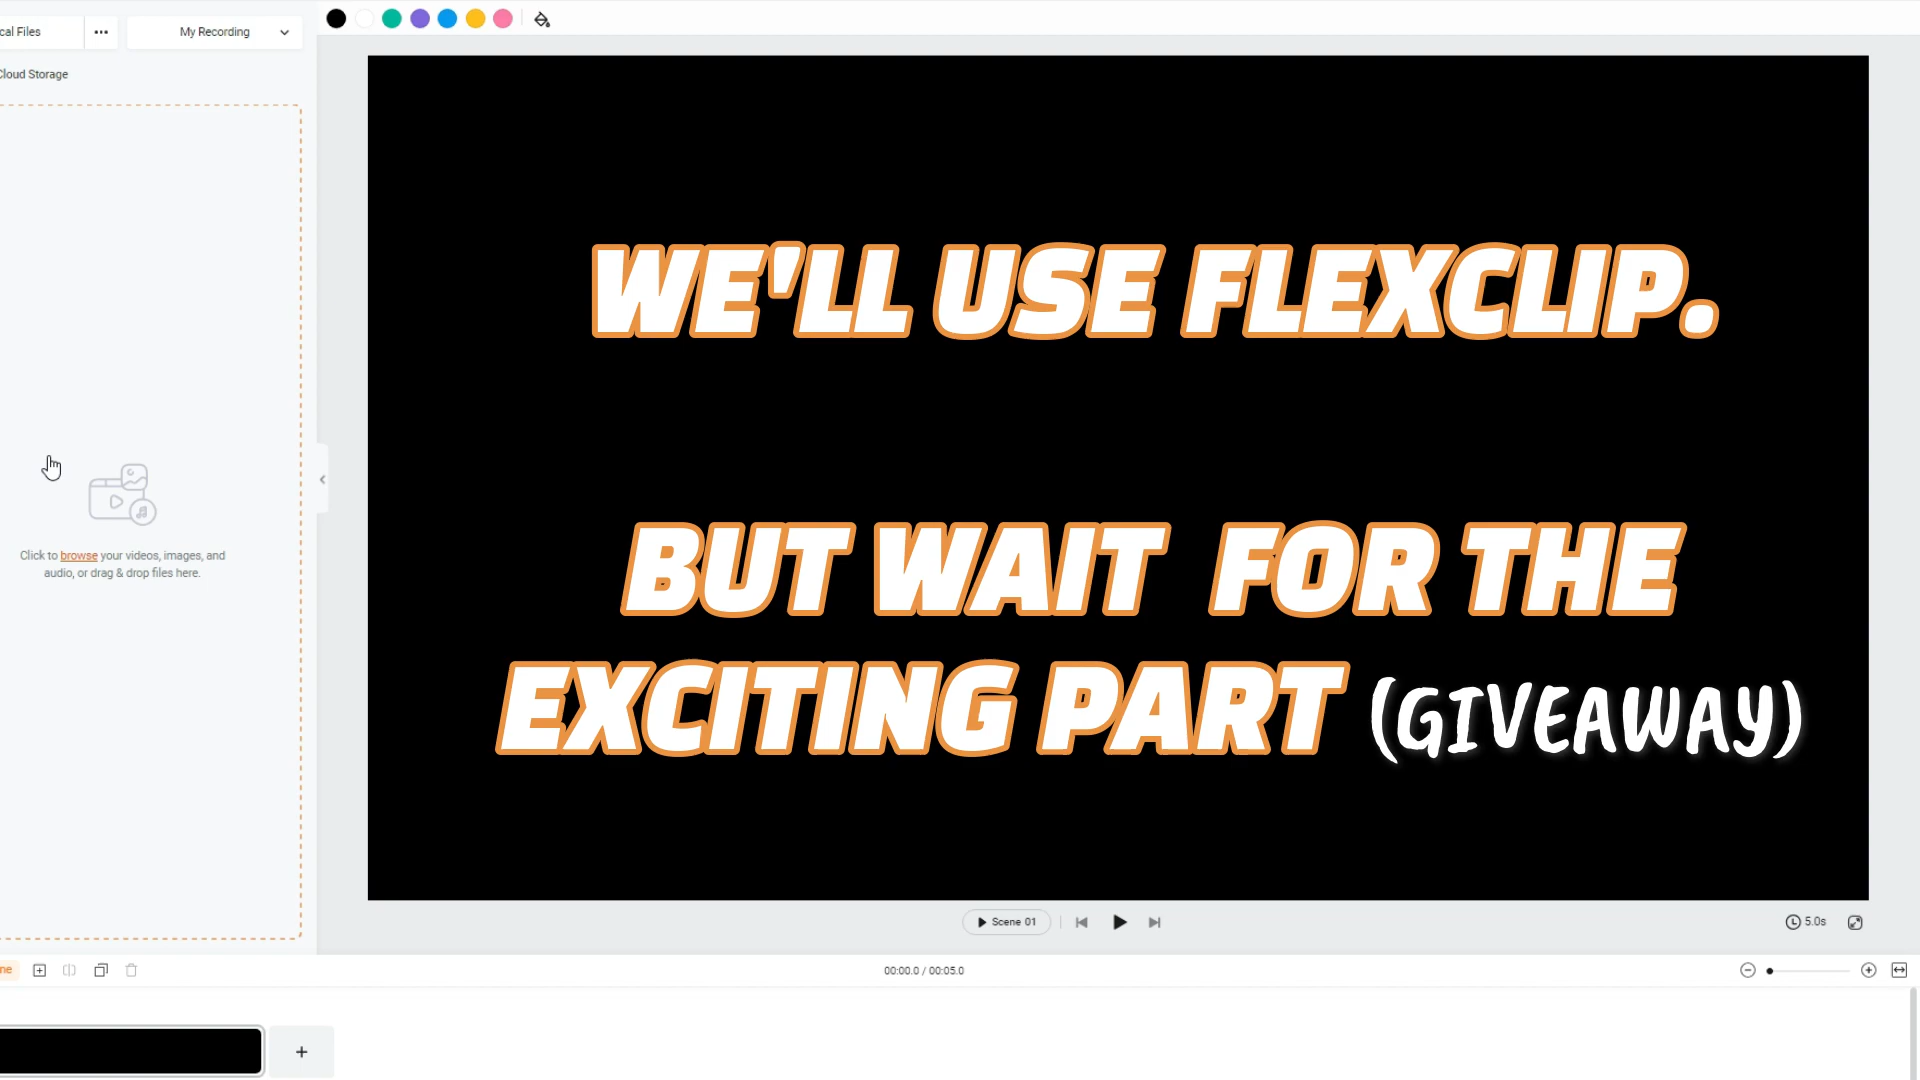 cal Files
My Recording
Cloud Storage
WE'LL USE FLEXCLIP.
BUT WAIT FOR THE
EXCITING PART (GIVEAWAY)
Click to browse your videos, images, and
audio, or drag & drop files here.
Scene 01
5.0s
ne
00:00.0 / 00:05.0